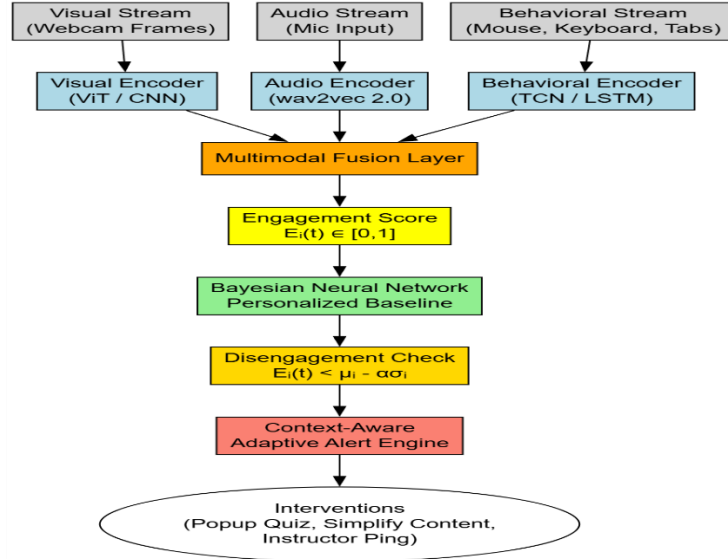 Visual Stream
(Webcam Frames)
Audio Stream
(Mic Input)
Behavioral Stream
(Mouse, Keyboard, Tabs)
Visual Encoder
(ViT / CNN)
Audio Encoder
(wav2vec 2.0)
Behavioral Encoder
(TCN / LSTM)
Multimodal Fusion Layer
Engagement Score
Eᵢ(t) ∈ [0,1]
Bayesian Neural Network
Personalized Baseline
Disengagement Check
Eᵢ(t) < μᵢ - ασᵢ
Context-Aware
Adaptive Alert Engine
Interventions
(Popup Quiz, Simplify Content,
Instructor Ping)